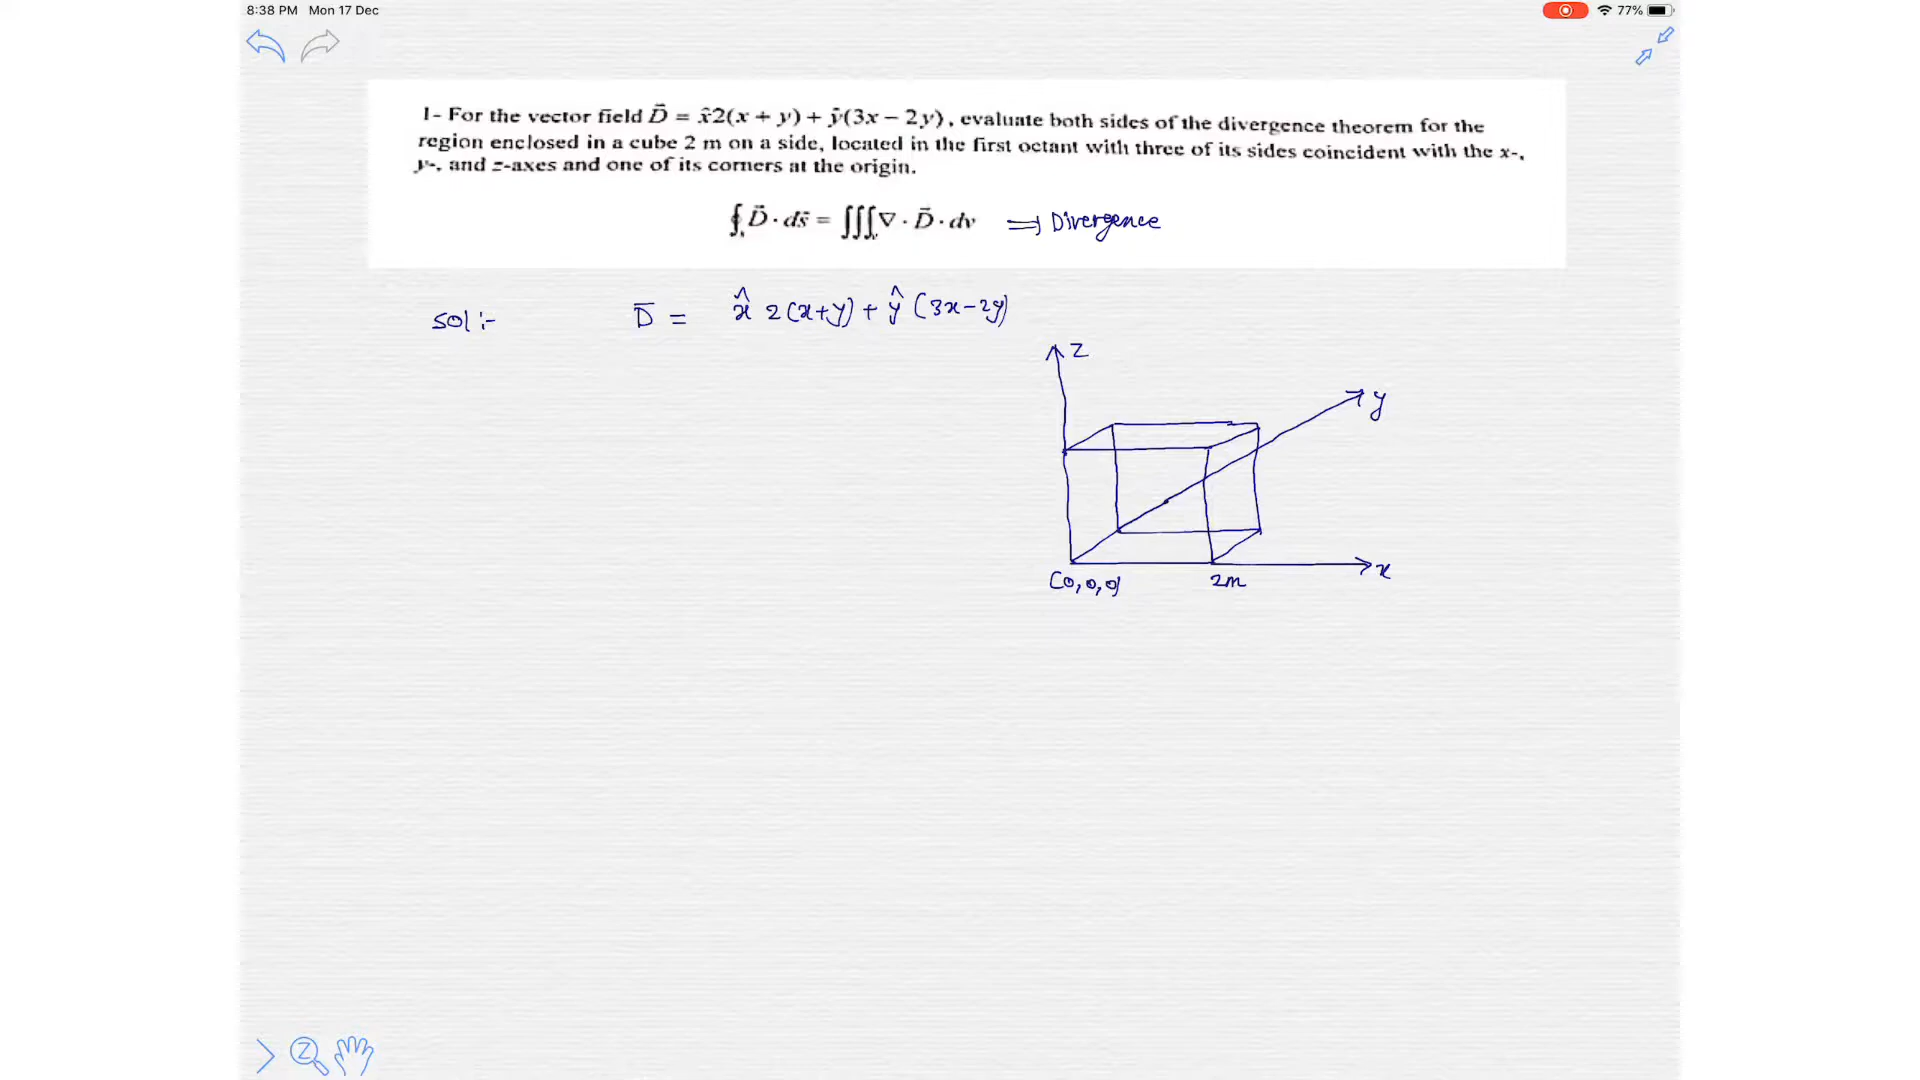 8:38 PM Mon 17 Dec 77%
1- For the vector field D̄ = x̂2(x + y) + ŷ(3x − 2y), evaluate both sides of the divergence theorem for the
region enclosed in a cube 2 m on a side, located in the first octant with three of its sides coincident with the x-,
y-, and z-axes and one of its corners at the origin.
∮ₛ D̄ · ds̄ = ∭ᵥ ∇ · D̄ · dv ⇒ Divergence
Sol :- D̄ = x̂ 2(x+y) + ŷ (3x-2y)
z
y
x
(0,0,0) 2m
Z